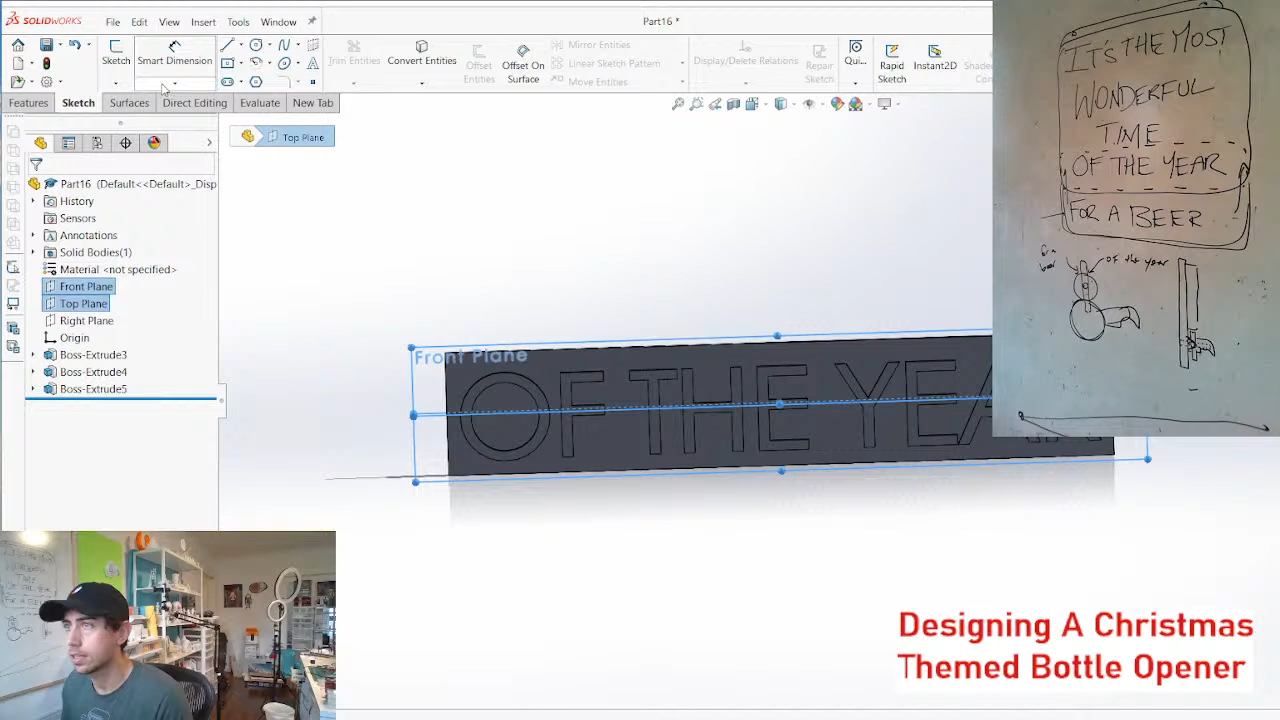 SOLIDWORKS
File Edit View Insert Tools Window
Part16 *
Sketch
Smart Dimension
Trim Entities
Convert Entities
Offset Entities
Offset On Surface
Mirror Entities
Linear Sketch Pattern
Move Entities
Display/Delete Relations
Repair Sketch
Qui...
Rapid Sketch
Instant2D
Features Sketch Surfaces Direct Editing Evaluate New Tab
Top Plane
Part16 (Default<<Default>_Disp
History
Sensors
Annotations
Solid Bodies(1)
Material <not specified>
Front Plane
Top Plane
Right Plane
Origin
Boss-Extrude3
Boss-Extrude4
Boss-Extrude5
Front Plane
OF THE YEAR
IT'S THE MOST
WONDERFUL
TIME
OF THE YEAR
FOR A BEER
for a
beer
of the year
Designing A Christmas
Themed Bottle Opener